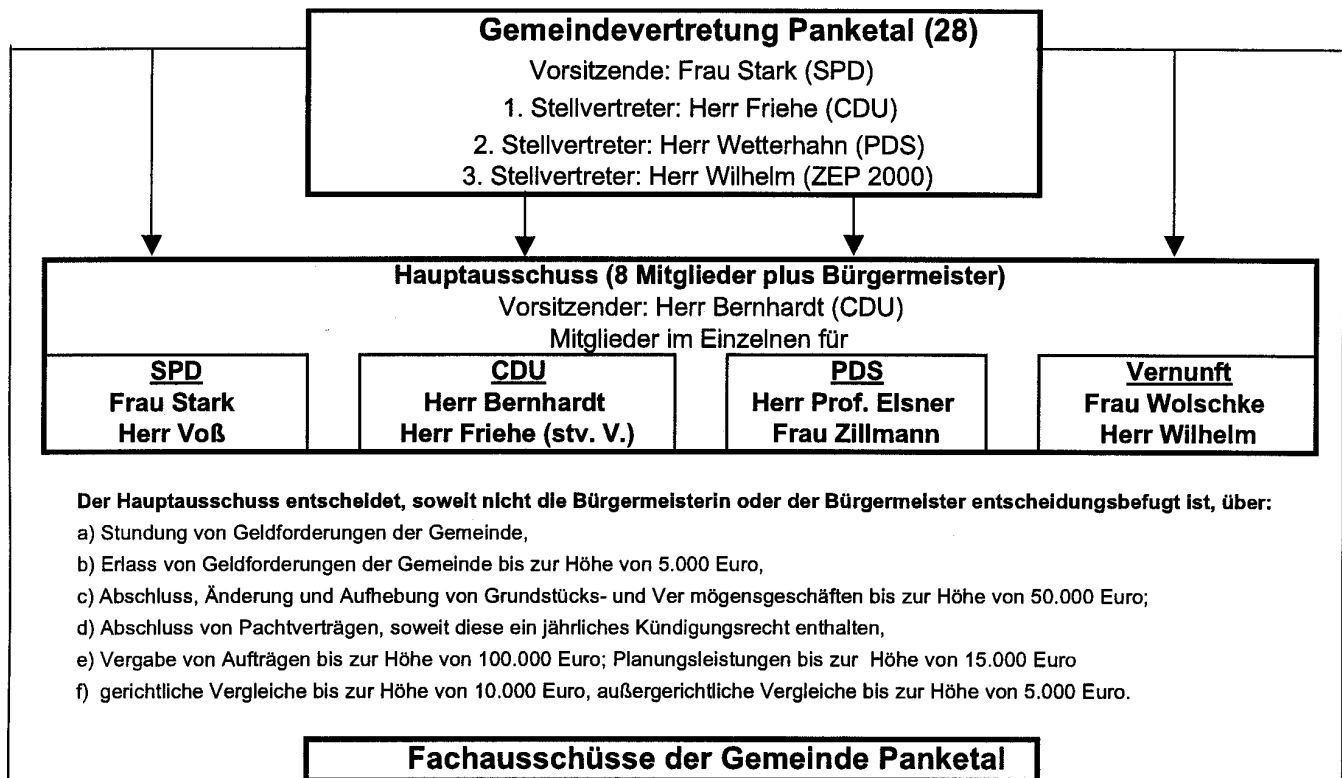 Gemeindevertretung Panketal (28)
Vorsitzende: Frau Stark (SPD)
1. Stellvertreter: Herr Friehe (CDU)
2. Stellvertreter: Herr Wetterhahn (PDS)
3. Stellvertreter: Herr Wilhelm (ZEP 2000)
Hauptausschuss (8 Mitglieder plus Bürgermeister)
Vorsitzender: Herr Bernhardt (CDU)
Mitglieder im Einzelnen für
SPD
Frau Stark
Herr Voß
CDU
Herr Bernhardt
Herr Friehe (stv. V.)
PDS
Herr Prof. Elsner
Frau Zillmann
Vernunft
Frau Wolschke
Herr Wilhelm
Der Hauptausschuss entscheidet, soweit nicht die Bürgermeisterin oder der Bürgermeister entscheidungsbefugt ist, über:
a) Stundung von Geldforderungen der Gemeinde,
b) Erlass von Geldforderungen der Gemeinde bis zur Höhe von 5.000 Euro,
c) Abschluss, Änderung und Aufhebung von Grundstücks- und Ver mögensgeschäften bis zur Höhe von 50.000 Euro;
d) Abschluss von Pachtverträgen, soweit diese ein jährliches Kündigungsrecht enthalten,
e) Vergabe von Aufträgen bis zur Höhe von 100.000 Euro; Planungsleistungen bis zur Höhe von 15.000 Euro
f) gerichtliche Vergleiche bis zur Höhe von 10.000 Euro, außergerichtliche Vergleiche bis zur Höhe von 5.000 Euro.
Fachausschüsse der Gemeinde Panketal